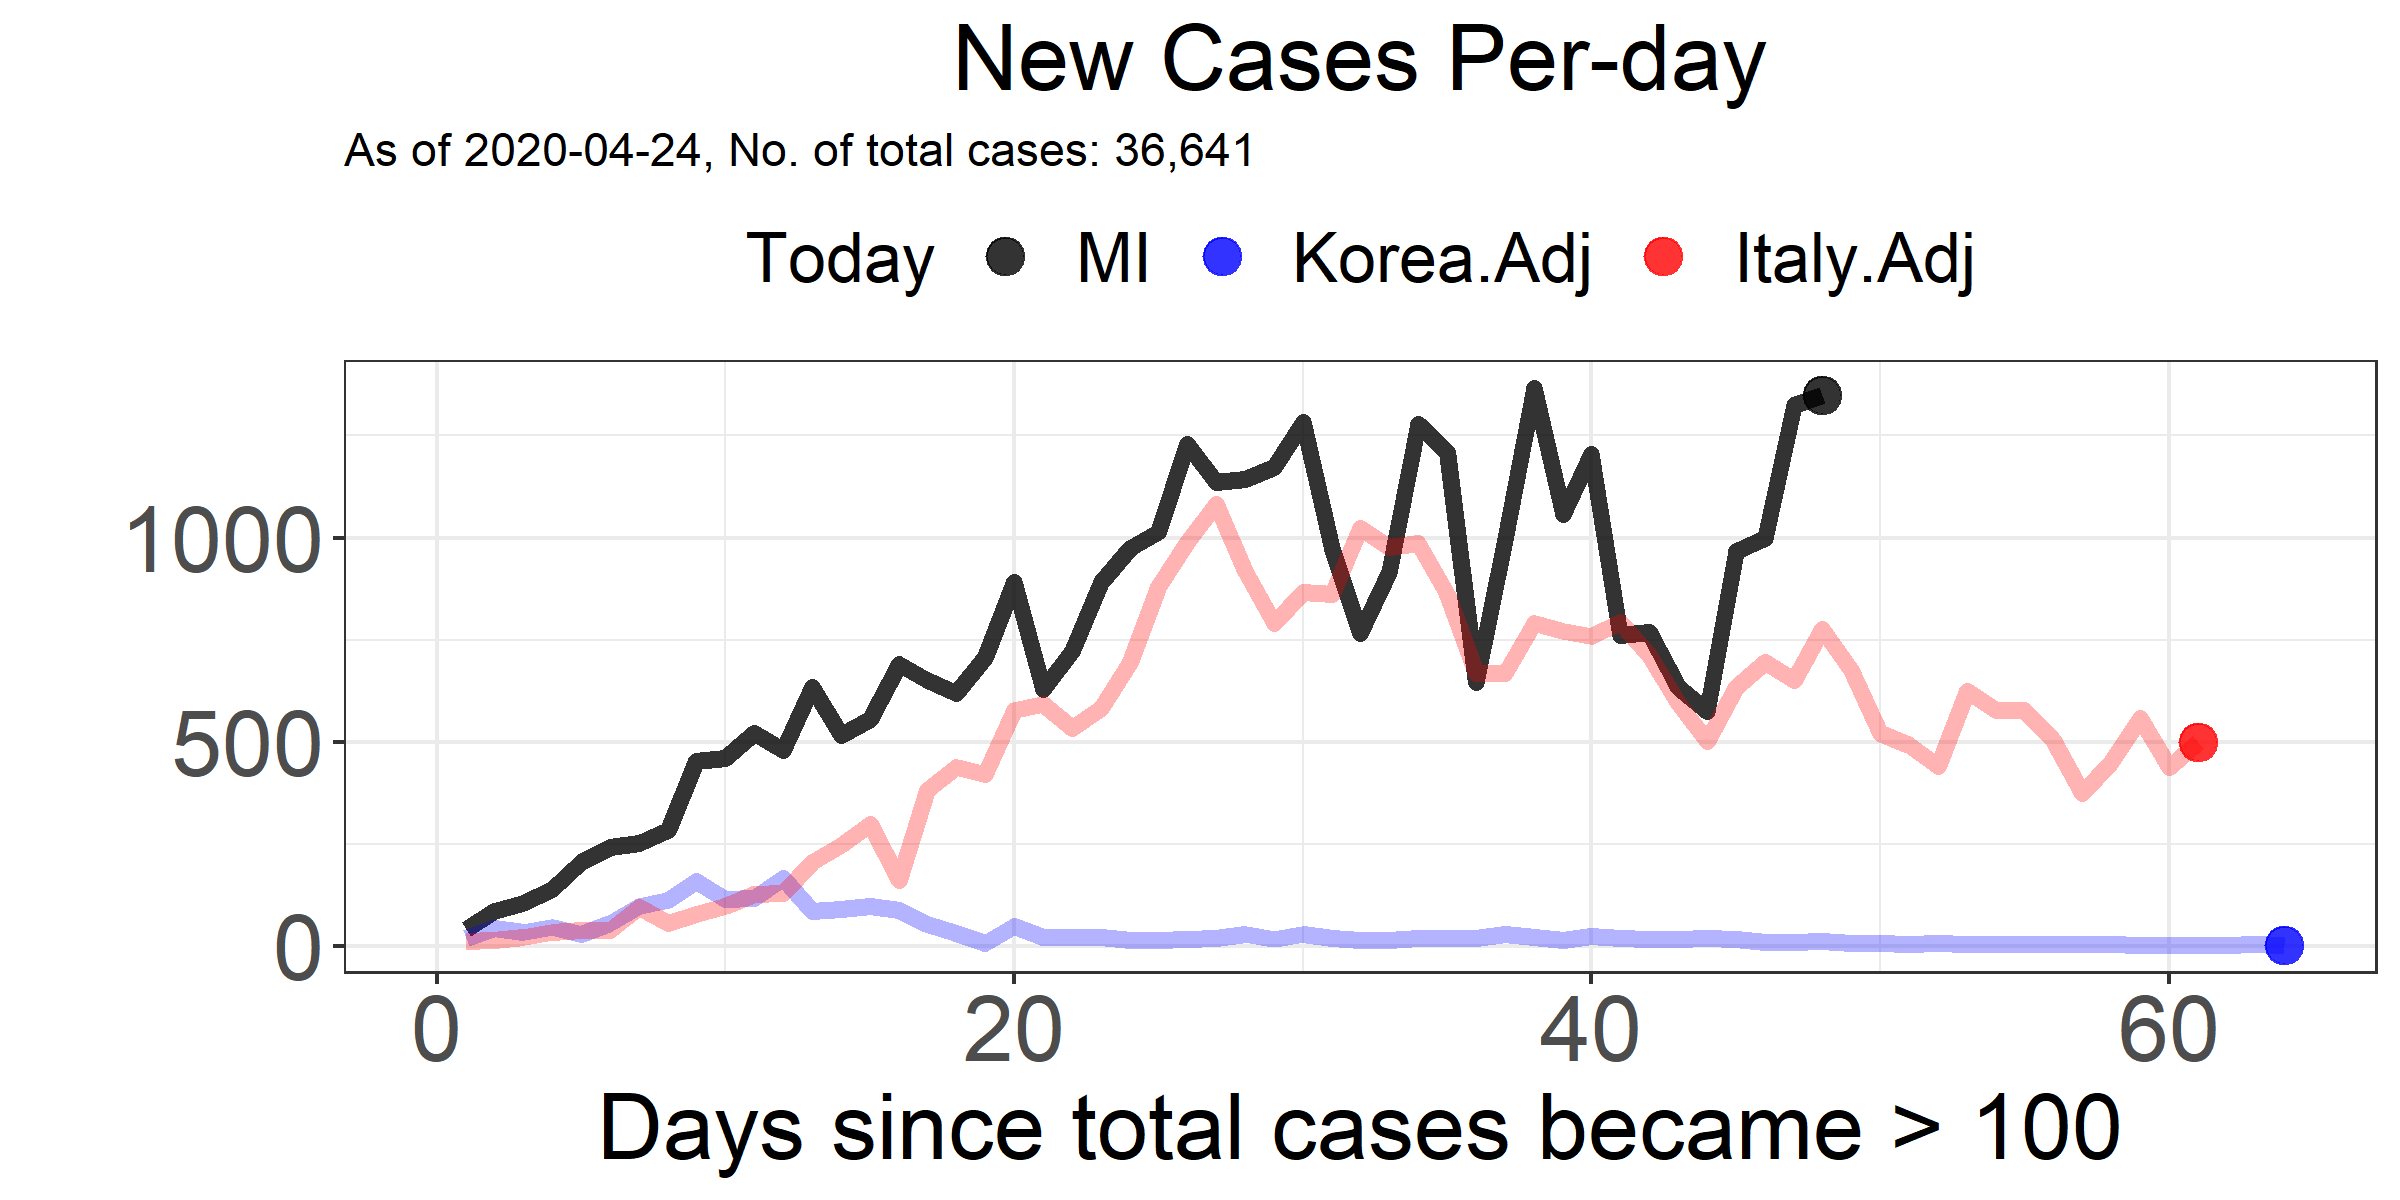 New Cases Per-day
As of 2020-04-24, No. of total cases: 36,641
Today MI Korea.Adj Italy.Adj
1000
500
0
0 20 40 60
Days since total cases became > 100